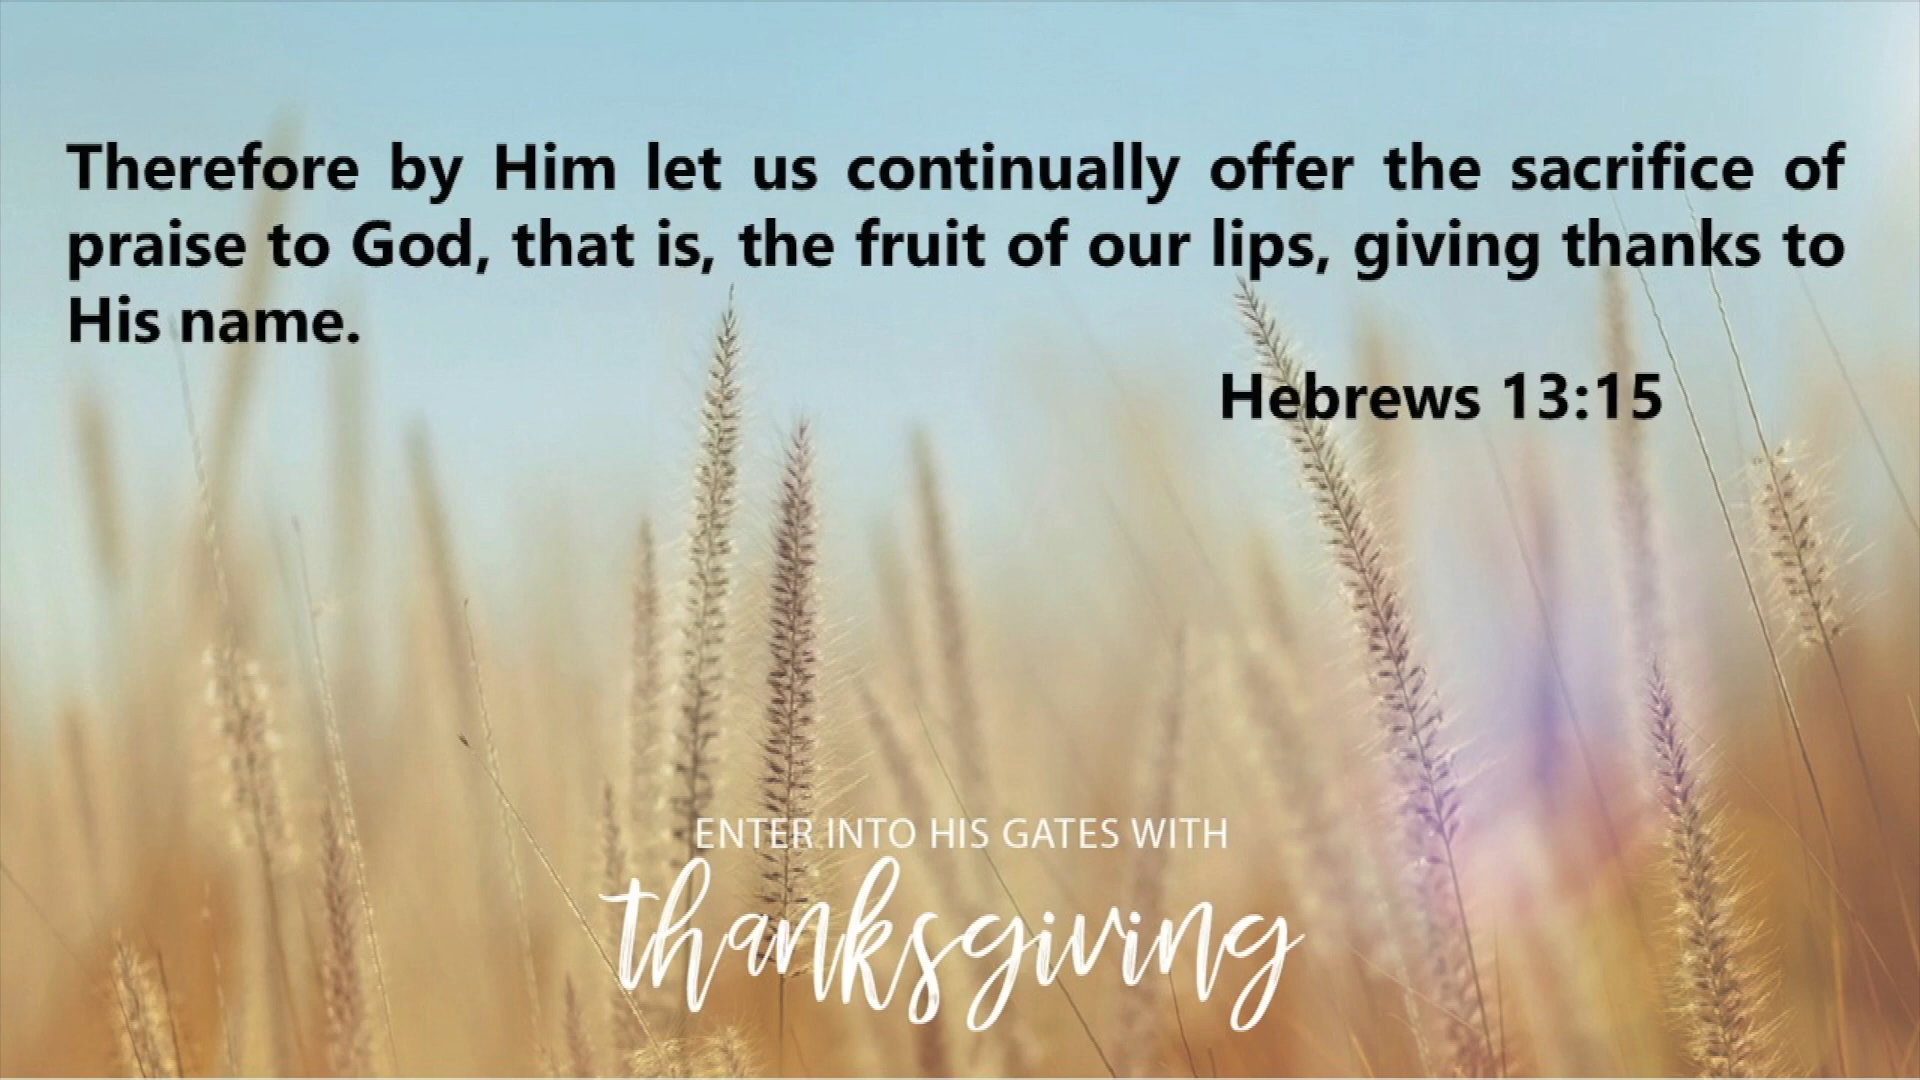 Therefore by Him let us continually offer the sacrifice of
praise to God, that is, the fruit of our lips, giving thanks to
His name.
Hebrews 13:15
ENTER INTO HIS GATES WITH
thanksgiving